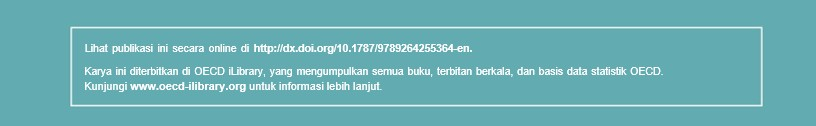 Lihat publikasi ini secara online di http://dx.doi.org/10.1787/9789264255364-en.
Karya ini diterbitkan di OECD iLibrary, yang mengumpulkan semua buku, terbitan berkala, dan basis data statistik OECD.
Kunjungi www.oecd-ilibrary.org untuk informasi lebih lanjut.